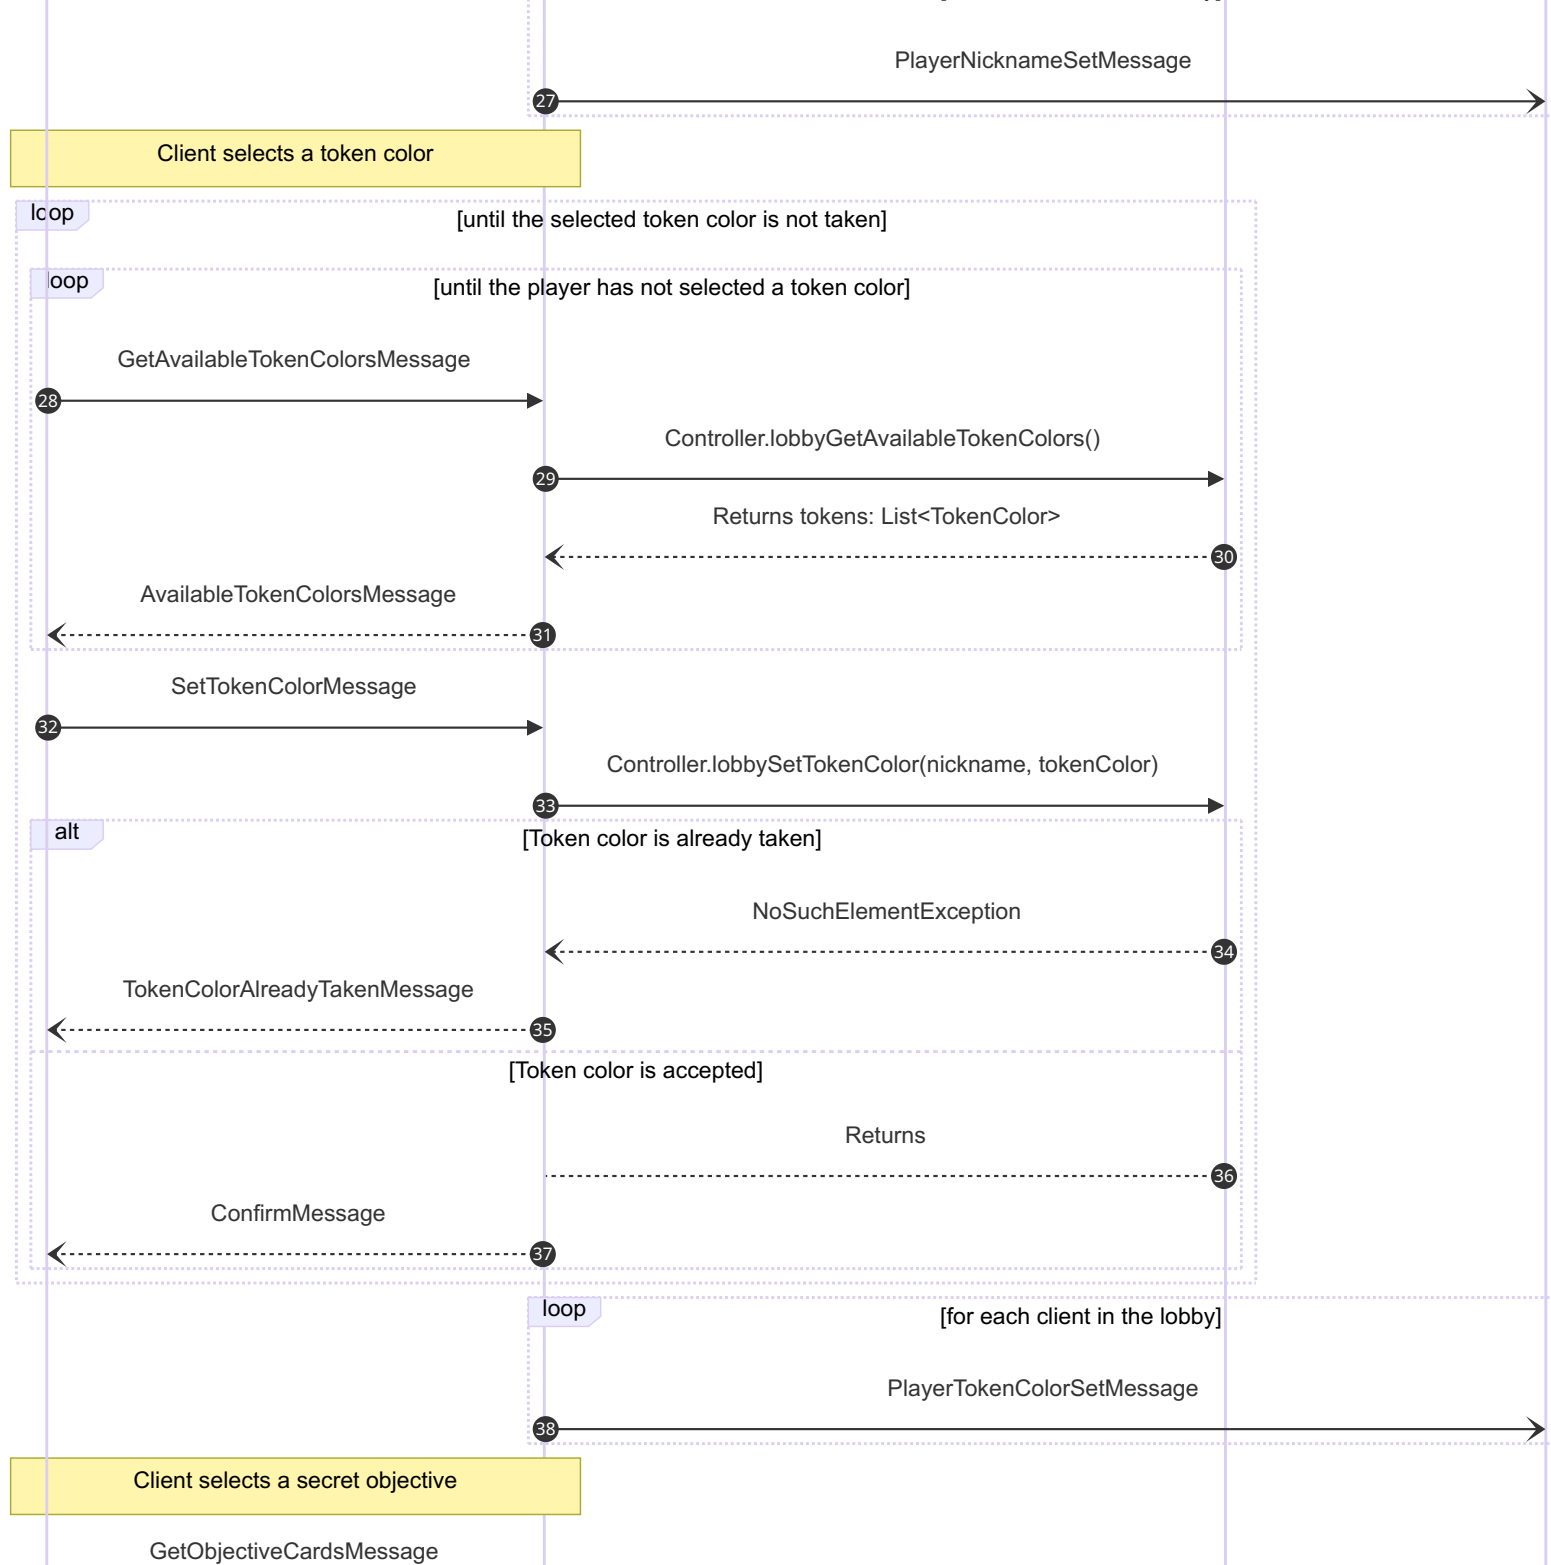 PlayerNicknameSetMessage
27
Client selects a token color
loop
[until the selected token color is not taken]
loop
[until the player has not selected a token color]
GetAvailableTokenColorsMessage
28
Controller.lobbyGetAvailableTokenColors()
29
Returns tokens: List<TokenColor>
30
AvailableTokenColorsMessage
31
SetTokenColorMessage
32
Controller.lobbySetTokenColor(nickname, tokenColor)
33
alt
[Token color is already taken]
NoSuchElementException
34
TokenColorAlreadyTakenMessage
35
[Token color is accepted]
Returns
36
ConfirmMessage
37
loop
[for each client in the lobby]
PlayerTokenColorSetMessage
38
Client selects a secret objective
GetObjectiveCardsMessage